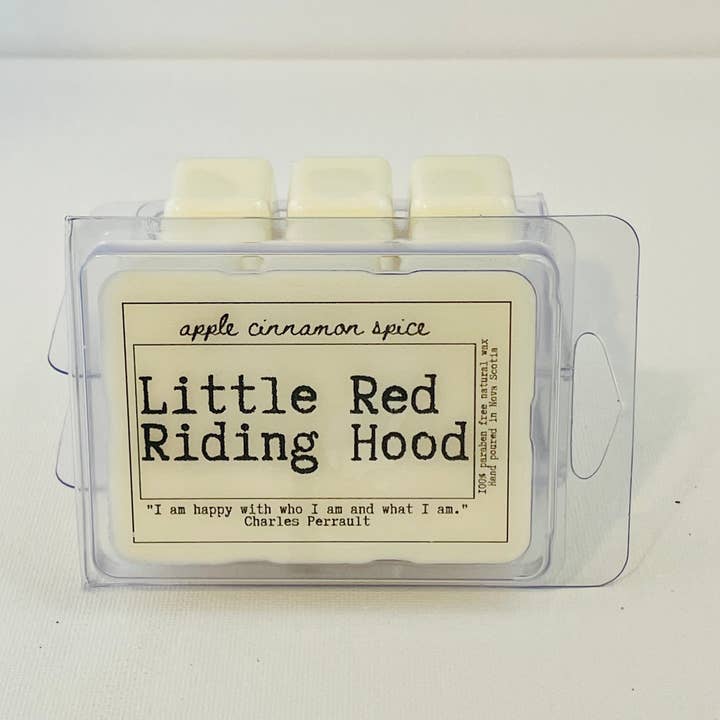 apple cinnamon spice
Little Red
Riding Hood
"I am happy with who I am and what I am."
Charles Perrault
100% paraben free natural wax
Hand poured in Nova Scotia